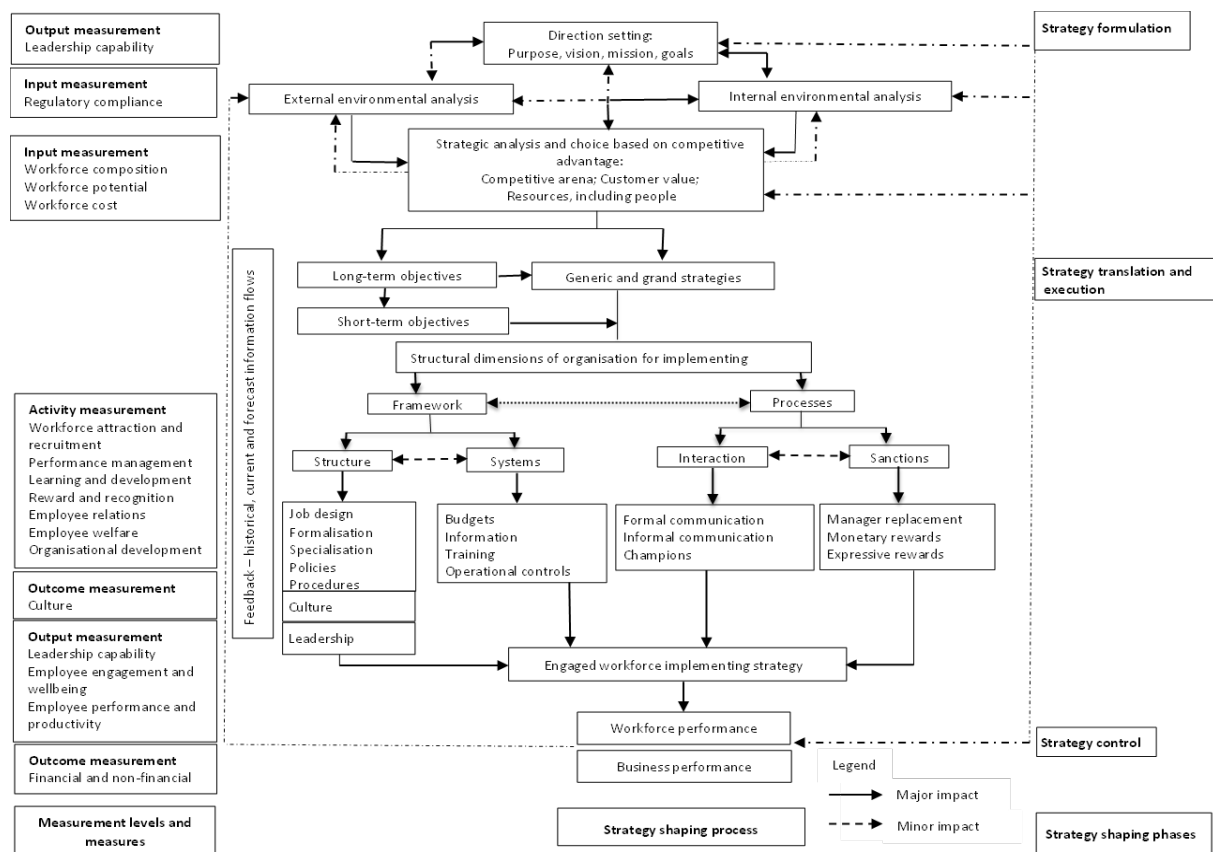 Output measurement
Leadership capability
Input measurement
Regulatory compliance
Input measurement
Workforce composition
Workforce potential
Workforce cost
Activity measurement
Workforce attraction and
recruitment
Performance management
Learning and development
Reward and recognition
Employee relations
Employee welfare
Organisational development
Outcome measurement
Culture
Output measurement
Leadership capability
Employee engagement and
wellbeing
Employee performance and
productivity
Outcome measurement
Financial and non-financial
Measurement levels and
measures
Feedback – historical, current and forecast information flows
Direction setting:
Purpose, vision, mission, goals
External environmental analysis
Internal environmental analysis
Strategic analysis and choice based on competitive
advantage:
Competitive arena; Customer value;
Resources, including people
Long-term objectives
Generic and grand strategies
Short-term objectives
Structural dimensions of organisation for implementing
Framework
Processes
Structure
Systems
Interaction
Sanctions
Job design
Formalisation
Specialisation
Policies
Procedures
Culture
Leadership
Budgets
Information
Training
Operational controls
Formal communication
Informal communication
Champions
Manager replacement
Monetary rewards
Expressive rewards
Engaged workforce implementing strategy
Workforce performance
Business performance
Legend
Major impact
Minor impact
Strategy shaping process
Strategy formulation
Strategy translation and
execution
Strategy control
Strategy shaping phases